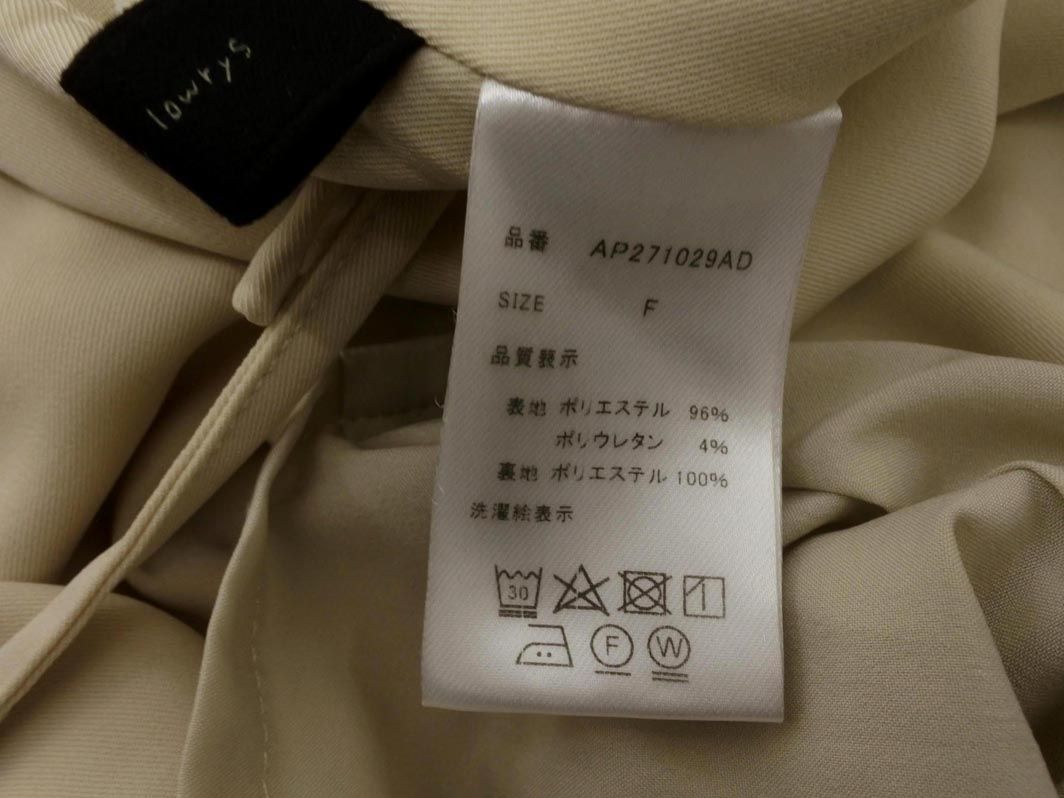 lowrys
品番 AP271029AD
SIZE F
品質表示
表地 ポリエステル 96%
ポリウレタン 4%
裏地 ポリエステル 100%
洗濯絵表示
30
F W